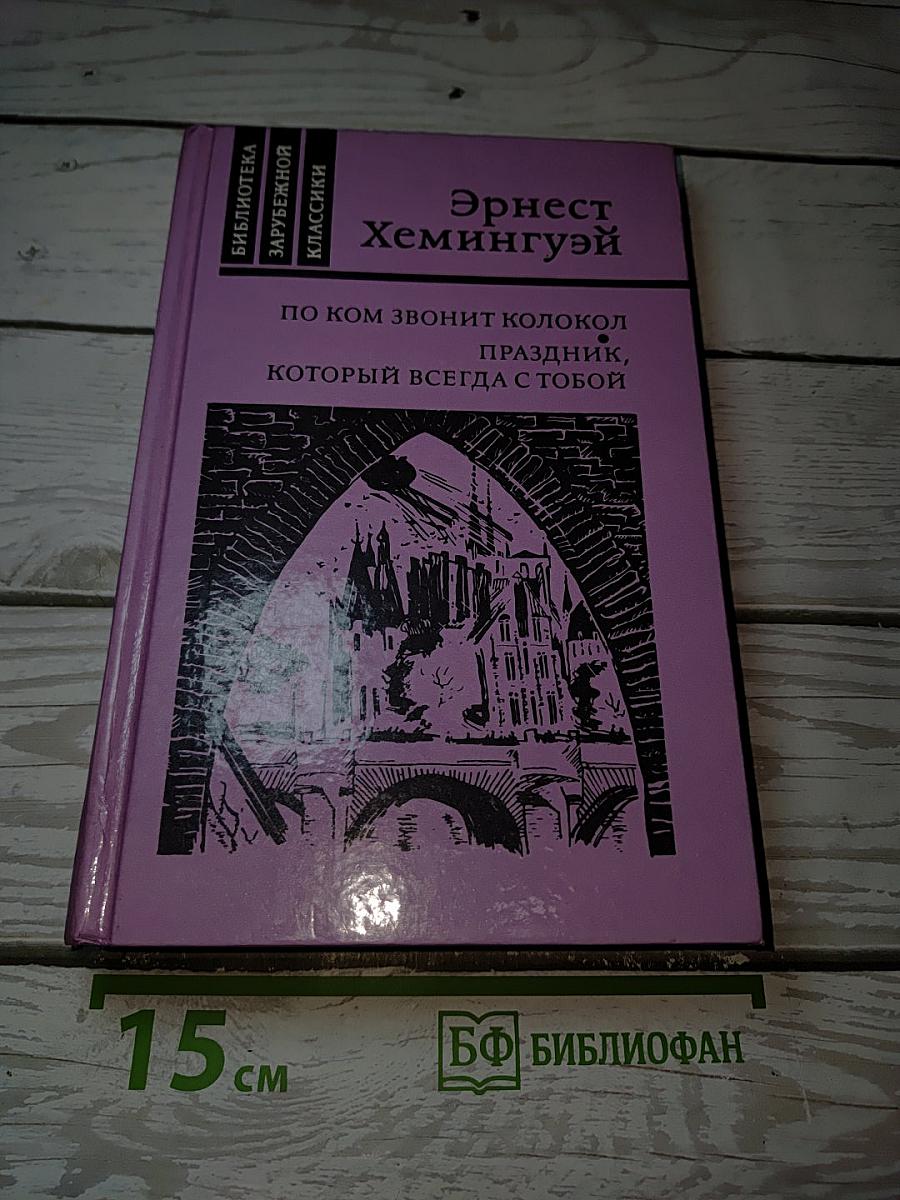 БИБЛИОТЕКА
ЗАРУБЕЖНОЙ
КЛАССИКИ
Эрнест
Хемингуэй
ПО КОМ ЗВОНИТ КОЛОКОЛ
•
ПРАЗДНИК,
КОТОРЫЙ ВСЕГДА С ТОБОЙ
15 см
БФ БИБЛИОФАН